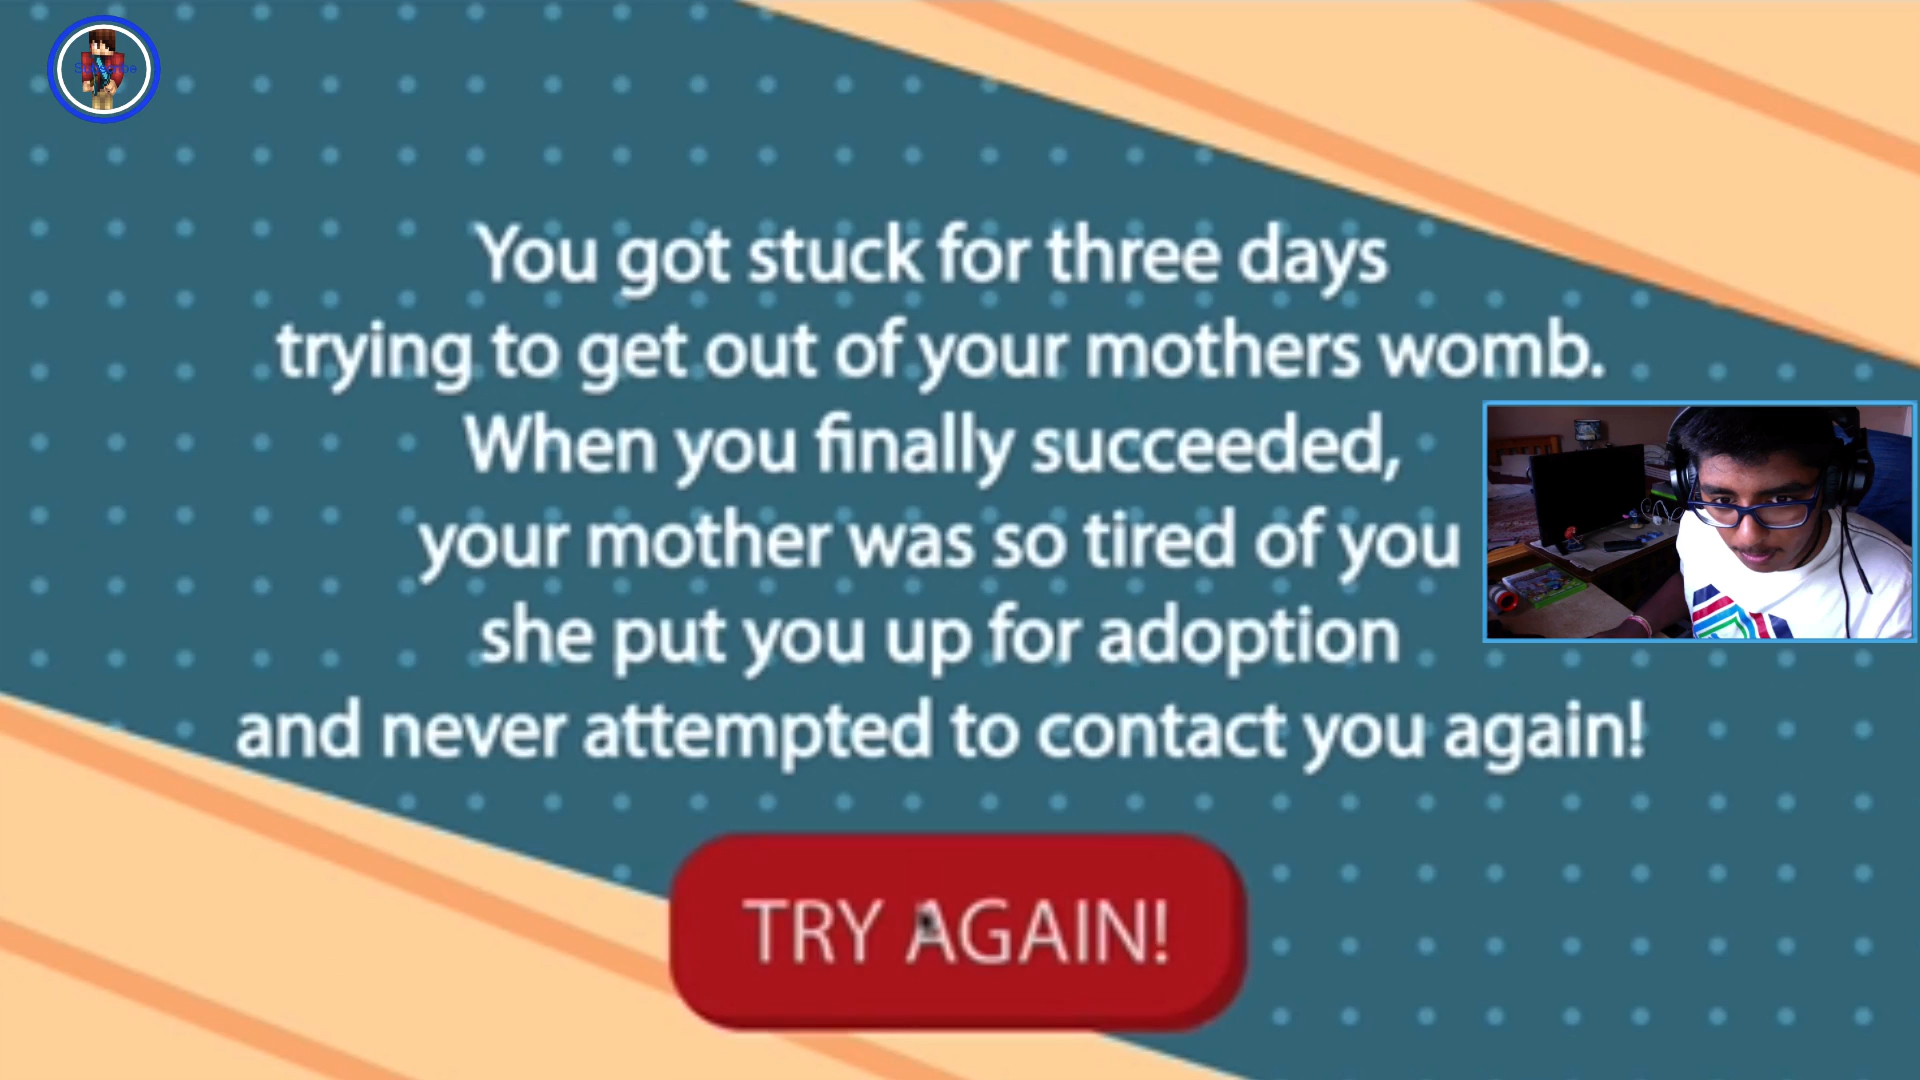 Subscribe
You got stuck for three days
trying to get out of your mothers womb.
When you finally succeeded,
your mother was so tired of you
she put you up for adoption
and never attempted to contact you again!
TRY AGAIN!